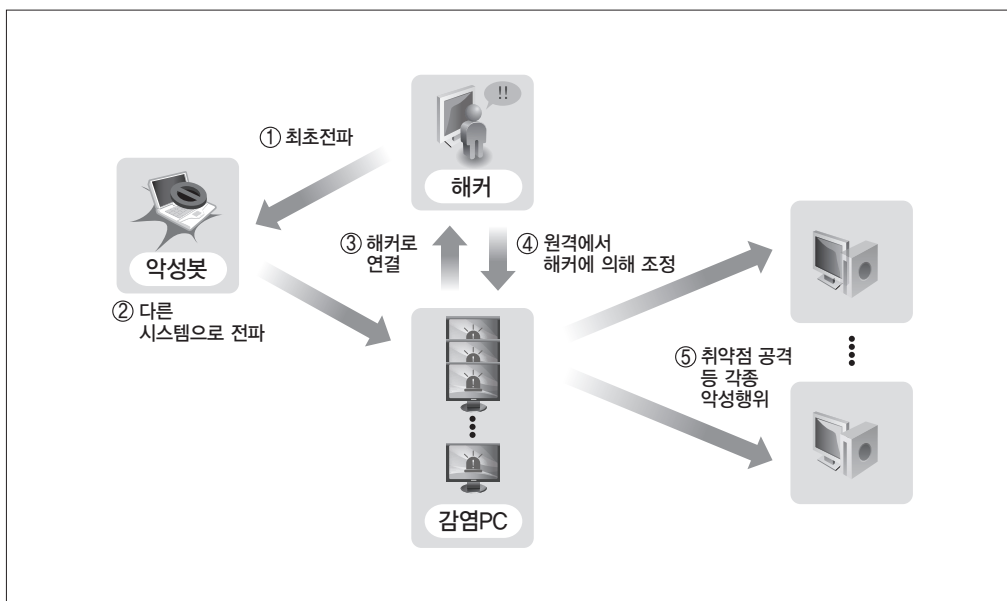 !!
해커
① 최초전파
악성봇
② 다른
시스템으로 전파
③ 해커로
연결
④ 원격에서
해커에 의해 조정
감염PC
⑤ 취약점 공격
등 각종
악성행위